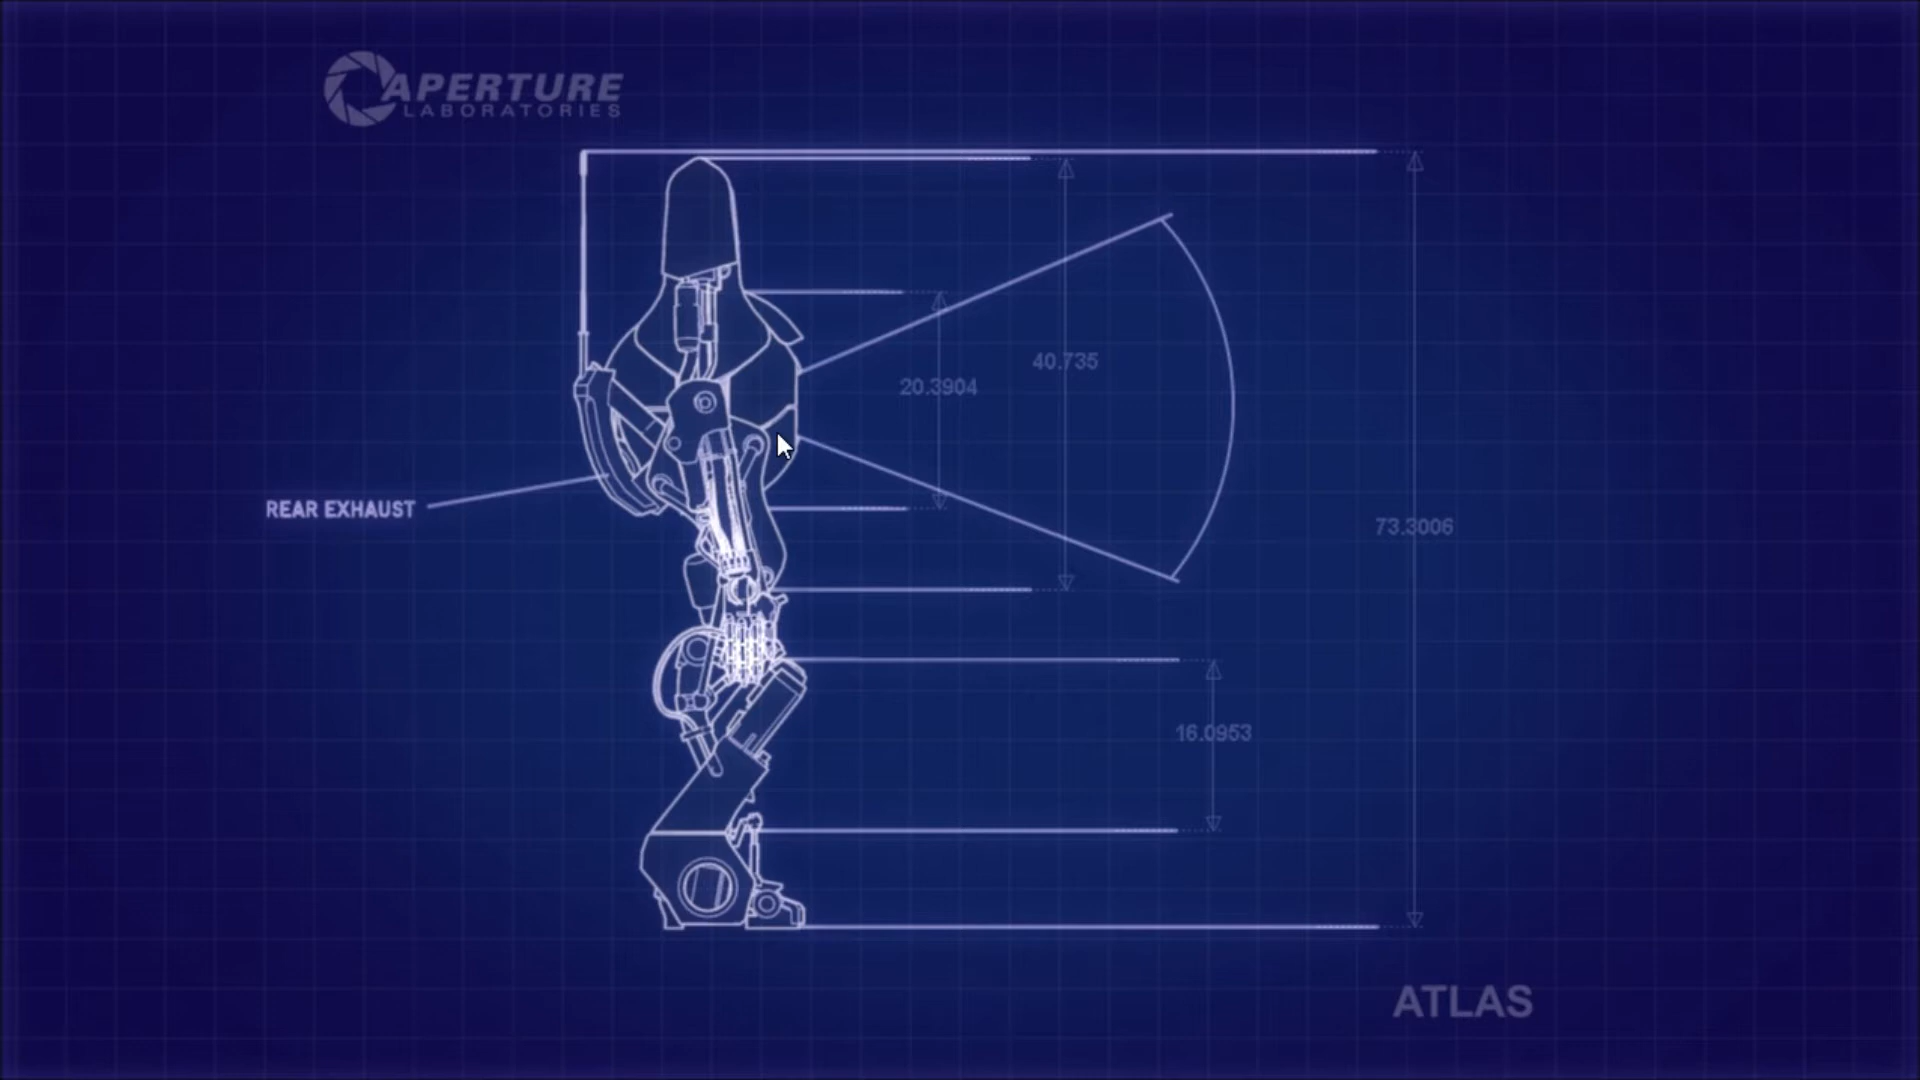 APERTURE
LABORATORIES
40.735
20.3904
REAR EXHAUST
73.3006
16.0953
ATLAS